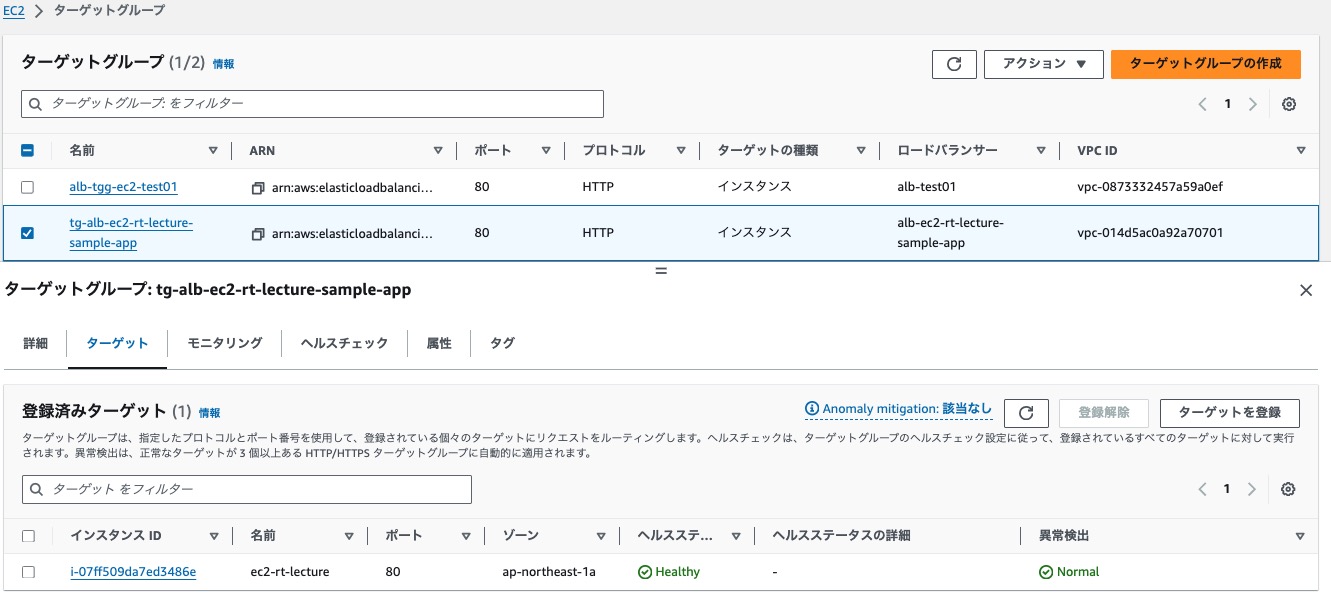 EC2 > ターゲットグループ
ターゲットグループ (1/2) 情報
アクション ▼
ターゲットグループの作成
ターゲットグループ: をフィルター
1
名前 ARN ポート プロトコル ターゲットの種類 ロードバランサー VPC ID
alb-tgg-ec2-test01 arn:aws:elasticloadbalanci... 80 HTTP インスタンス alb-test01 vpc-0873332457a59a0ef
tg-alb-ec2-rt-lecture-
sample-app
arn:aws:elasticloadbalanci... 80 HTTP インスタンス
alb-ec2-rt-lecture-
sample-app
vpc-014d5ac0a92a70701
ターゲットグループ: tg-alb-ec2-rt-lecture-sample-app
詳細 ターゲット モニタリング ヘルスチェック 属性 タグ
登録済みターゲット (1) 情報
Anomaly mitigation: 該当なし
登録解除
ターゲットを登録
ターゲットグループは、指定したプロトコルとポート番号を使用して、登録されている個々のターゲットにリクエストをルーティングします。ヘルスチェックは、ターゲットグループのヘルスチェック設定に従って、登録されているすべてのターゲットに対して実行
されます。異常検出は、正常なターゲットが 3 個以上ある HTTP/HTTPS ターゲットグループに自動的に適用されます。
ターゲット をフィルター
1
インスタンス ID 名前 ポート ゾーン ヘルスステ... ヘルスステータスの詳細 異常検出
i-07ff509da7ed3486e ec2-rt-lecture 80 ap-northeast-1a Healthy - Normal